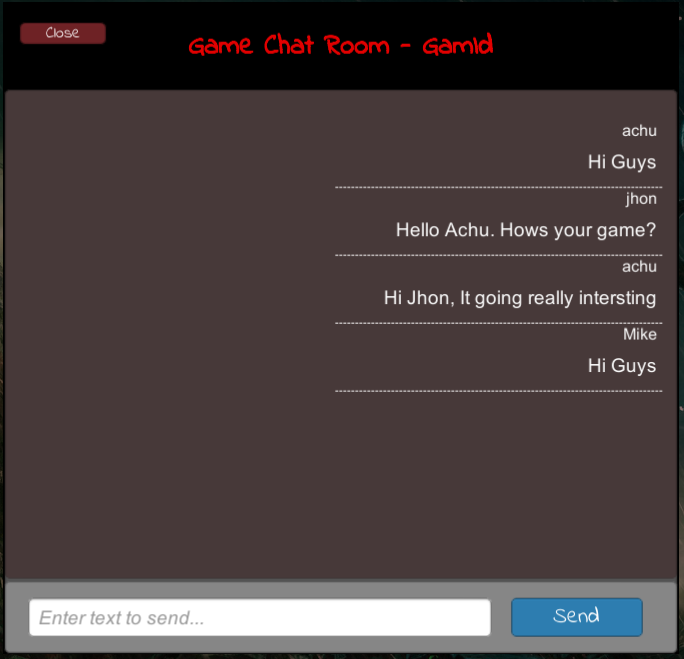 Close
Game Chat Room - GamId
achu
Hi Guys
jhon
Hello Achu. Hows your game?
achu
Hi Jhon, It going really intersting
Mike
Hi Guys
Enter text to send...
Send